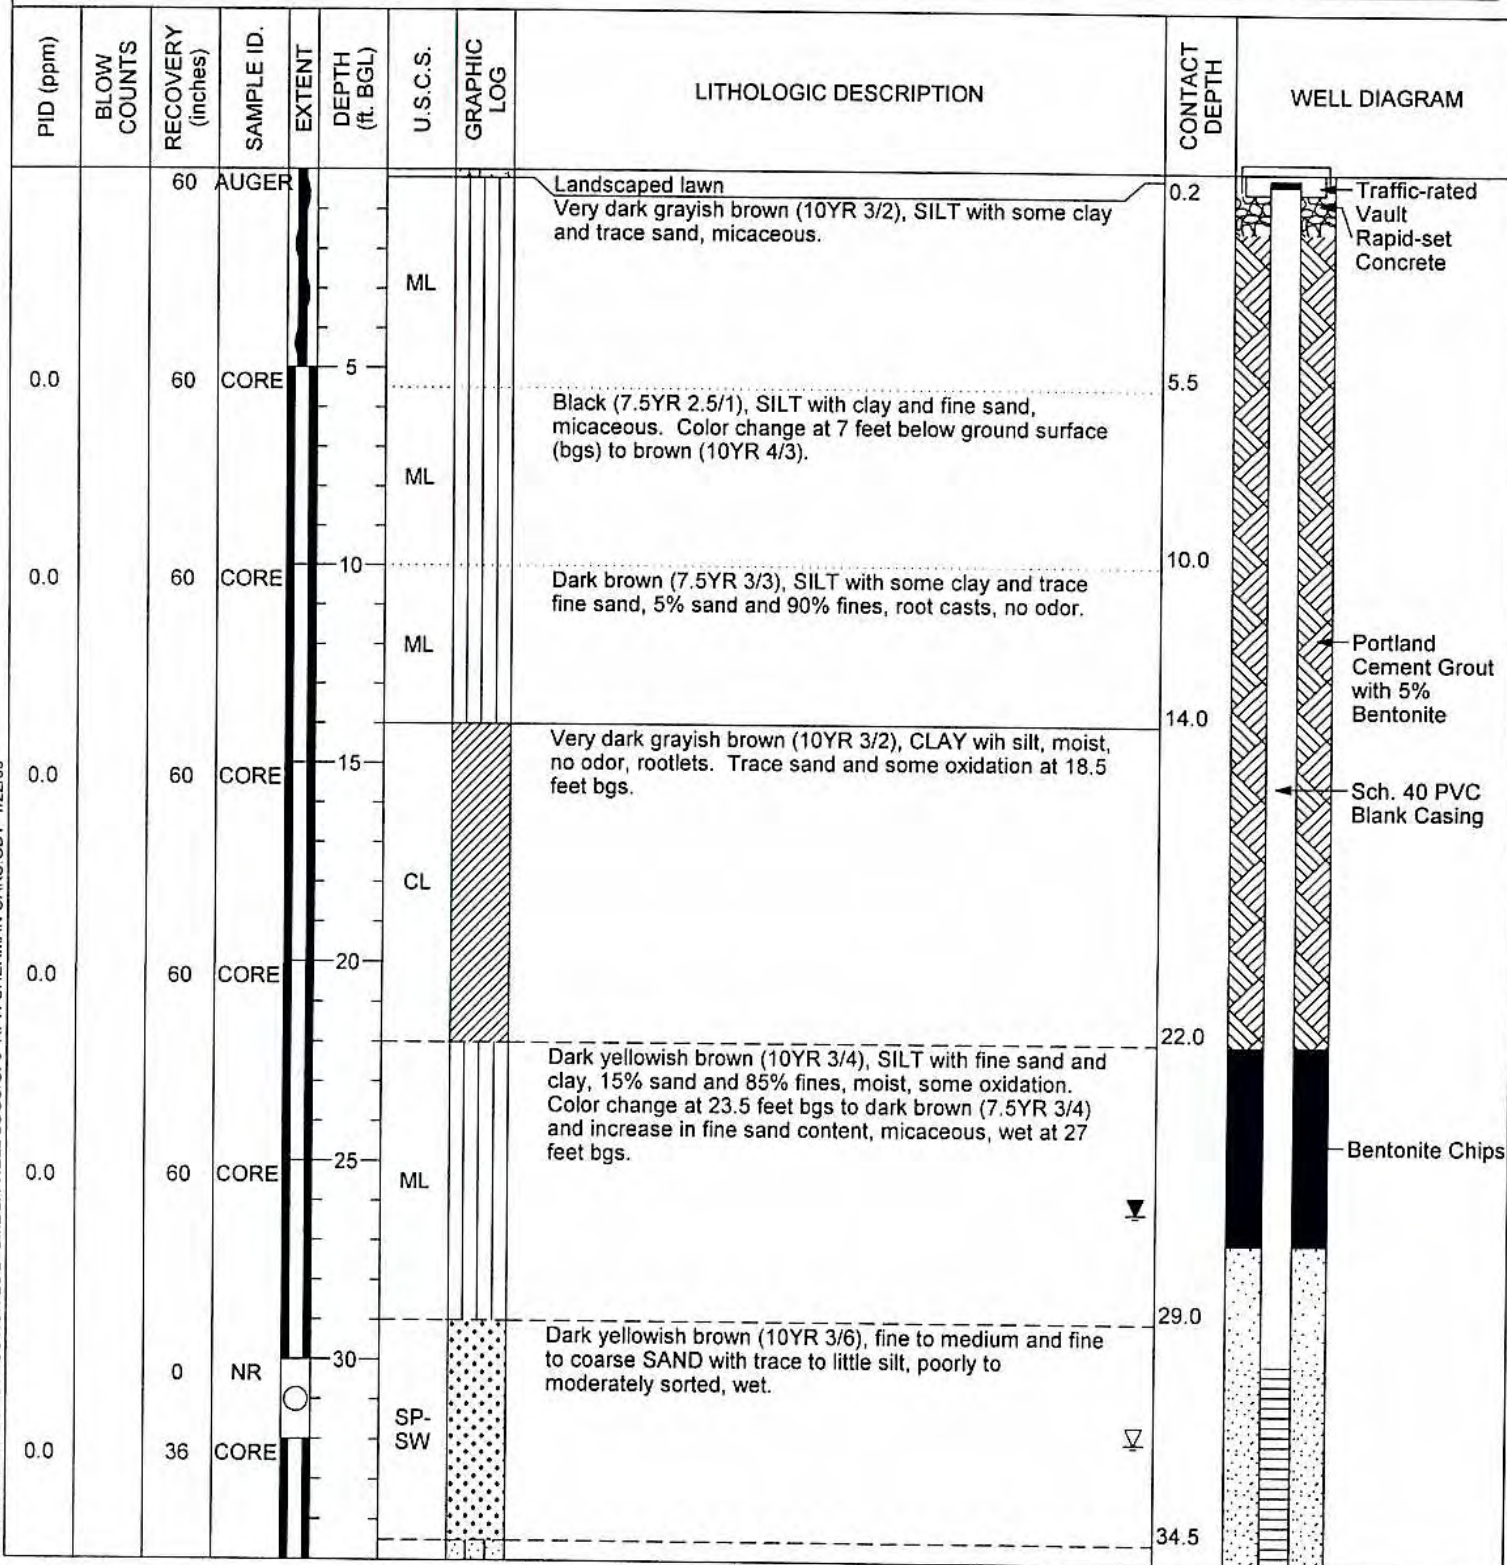 PID (ppm)
BLOW
COUNTS
RECOVERY
(inches)
SAMPLE ID.
EXTENT
DEPTH
(ft. BGL)
U.S.C.S.
GRAPHIC
LOG
LITHOLOGIC DESCRIPTION
CONTACT
DEPTH
WELL DIAGRAM
60 AUGER
Landscaped lawn
0.2
Traffic-rated
Vault
Rapid-set
Concrete
Very dark grayish brown (10YR 3/2), SILT with some clay
and trace sand, micaceous.
ML
0.0 60 CORE
5
5.5
Black (7.5YR 2.5/1), SILT with clay and fine sand,
micaceous. Color change at 7 feet below ground surface
(bgs) to brown (10YR 4/3).
ML
0.0 60 CORE
10
10.0
Dark brown (7.5YR 3/3), SILT with some clay and trace
fine sand, 5% sand and 90% fines, root casts, no odor.
ML
Portland
Cement Grout
with 5%
Bentonite
14.0
Very dark grayish brown (10YR 3/2), CLAY wih silt, moist,
no odor, rootlets. Trace sand and some oxidation at 18.5
feet bgs.
0.0 60 CORE
15
Sch. 40 PVC
Blank Casing
CL
0.0 60 CORE
20
22.0
Dark yellowish brown (10YR 3/4), SILT with fine sand and
clay, 15% sand and 85% fines, moist, some oxidation.
Color change at 23.5 feet bgs to dark brown (7.5YR 3/4)
and increase in fine sand content, micaceous, wet at 27
feet bgs.
0.0 60 CORE
25
ML
Bentonite Chips
29.0
Dark yellowish brown (10YR 3/6), fine to medium and fine
to coarse SAND with trace to little silt, poorly to
moderately sorted, wet.
30
0 NR
SP-
SW
0.0 36 CORE
34.5